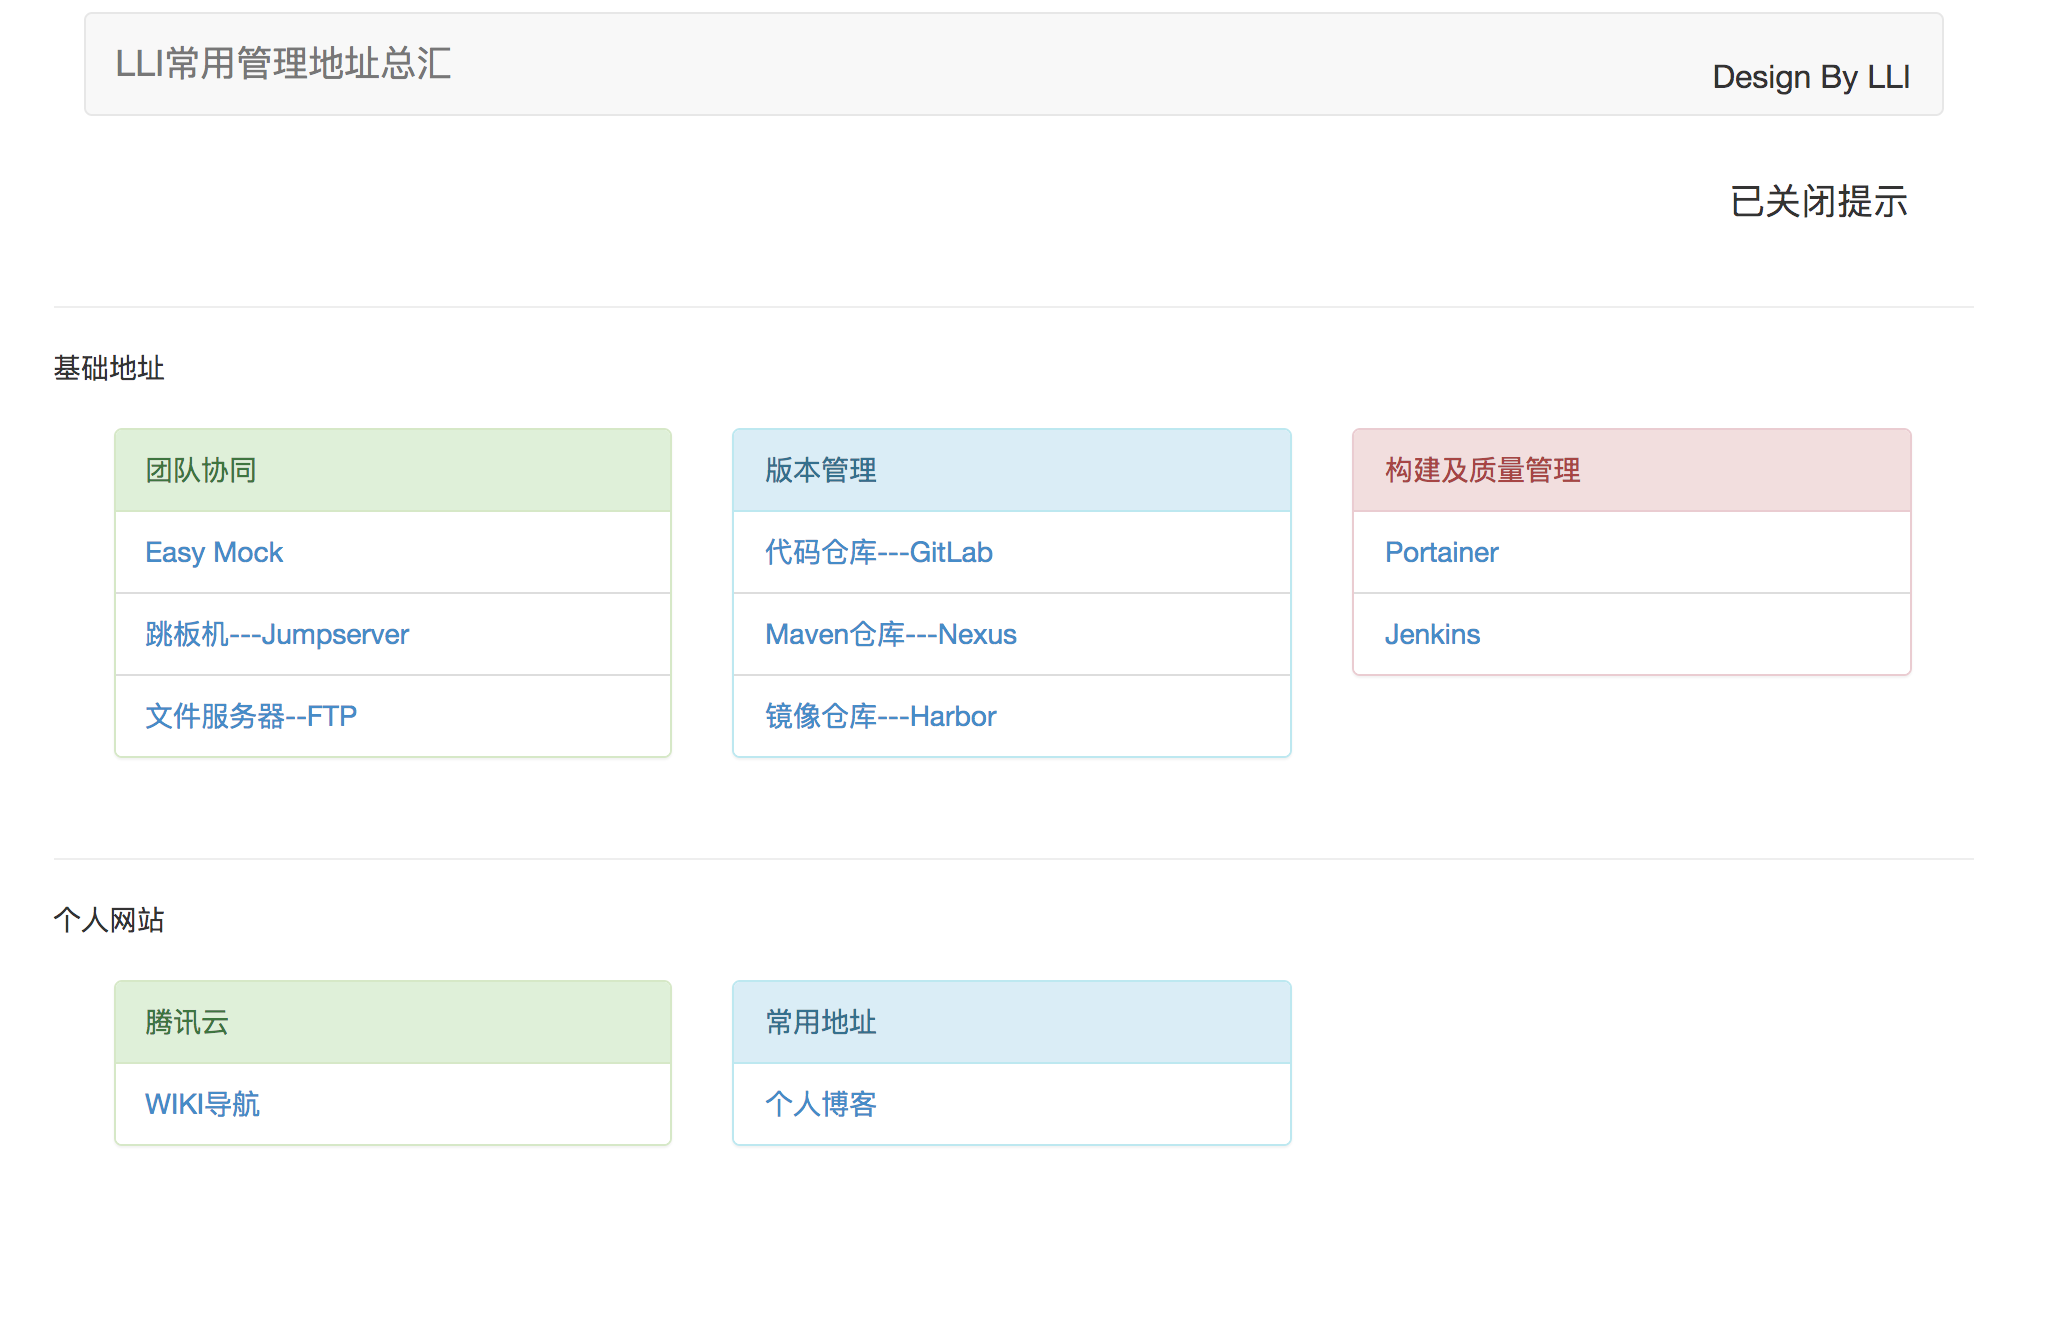 LLI常用管理地址总汇
Design By LLI
已关闭提示
基础地址
团队协同
Easy Mock
跳板机---Jumpserver
文件服务器--FTP
版本管理
代码仓库---GitLab
Maven仓库---Nexus
镜像仓库---Harbor
构建及质量管理
Portainer
Jenkins
个人网站
腾讯云
WIKI导航
常用地址
个人博客